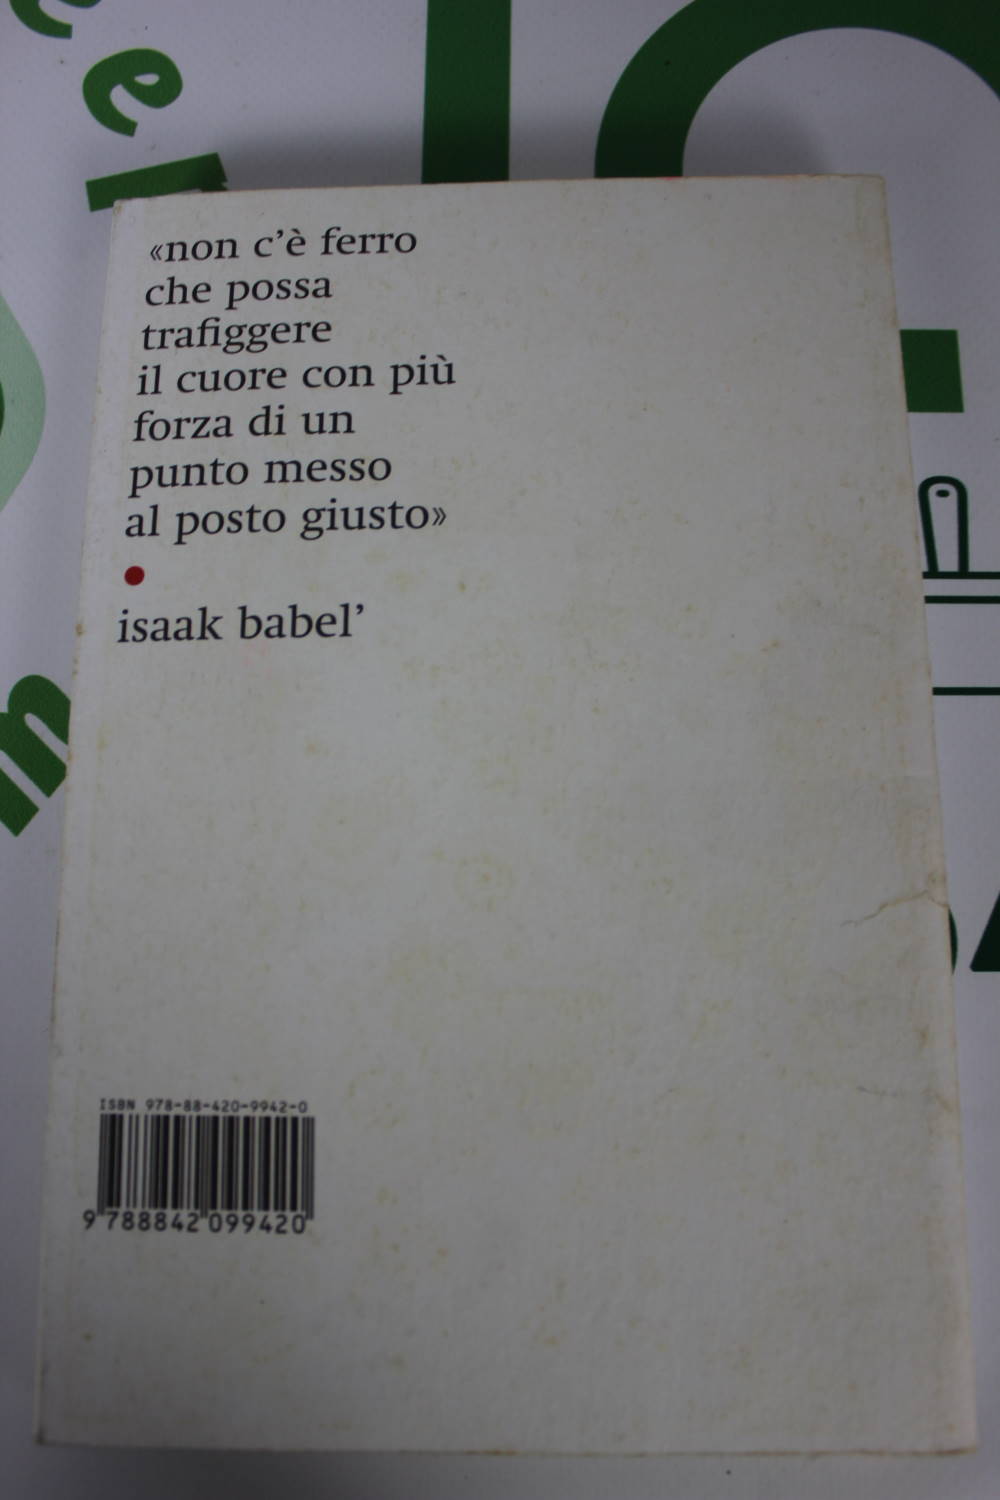 «non c'è ferro
che possa
trafiggere
il cuore con più
forza di un
punto messo
al posto giusto»
isaak babel'
ISBN 978-88-420-9942-0
9 788842 099420